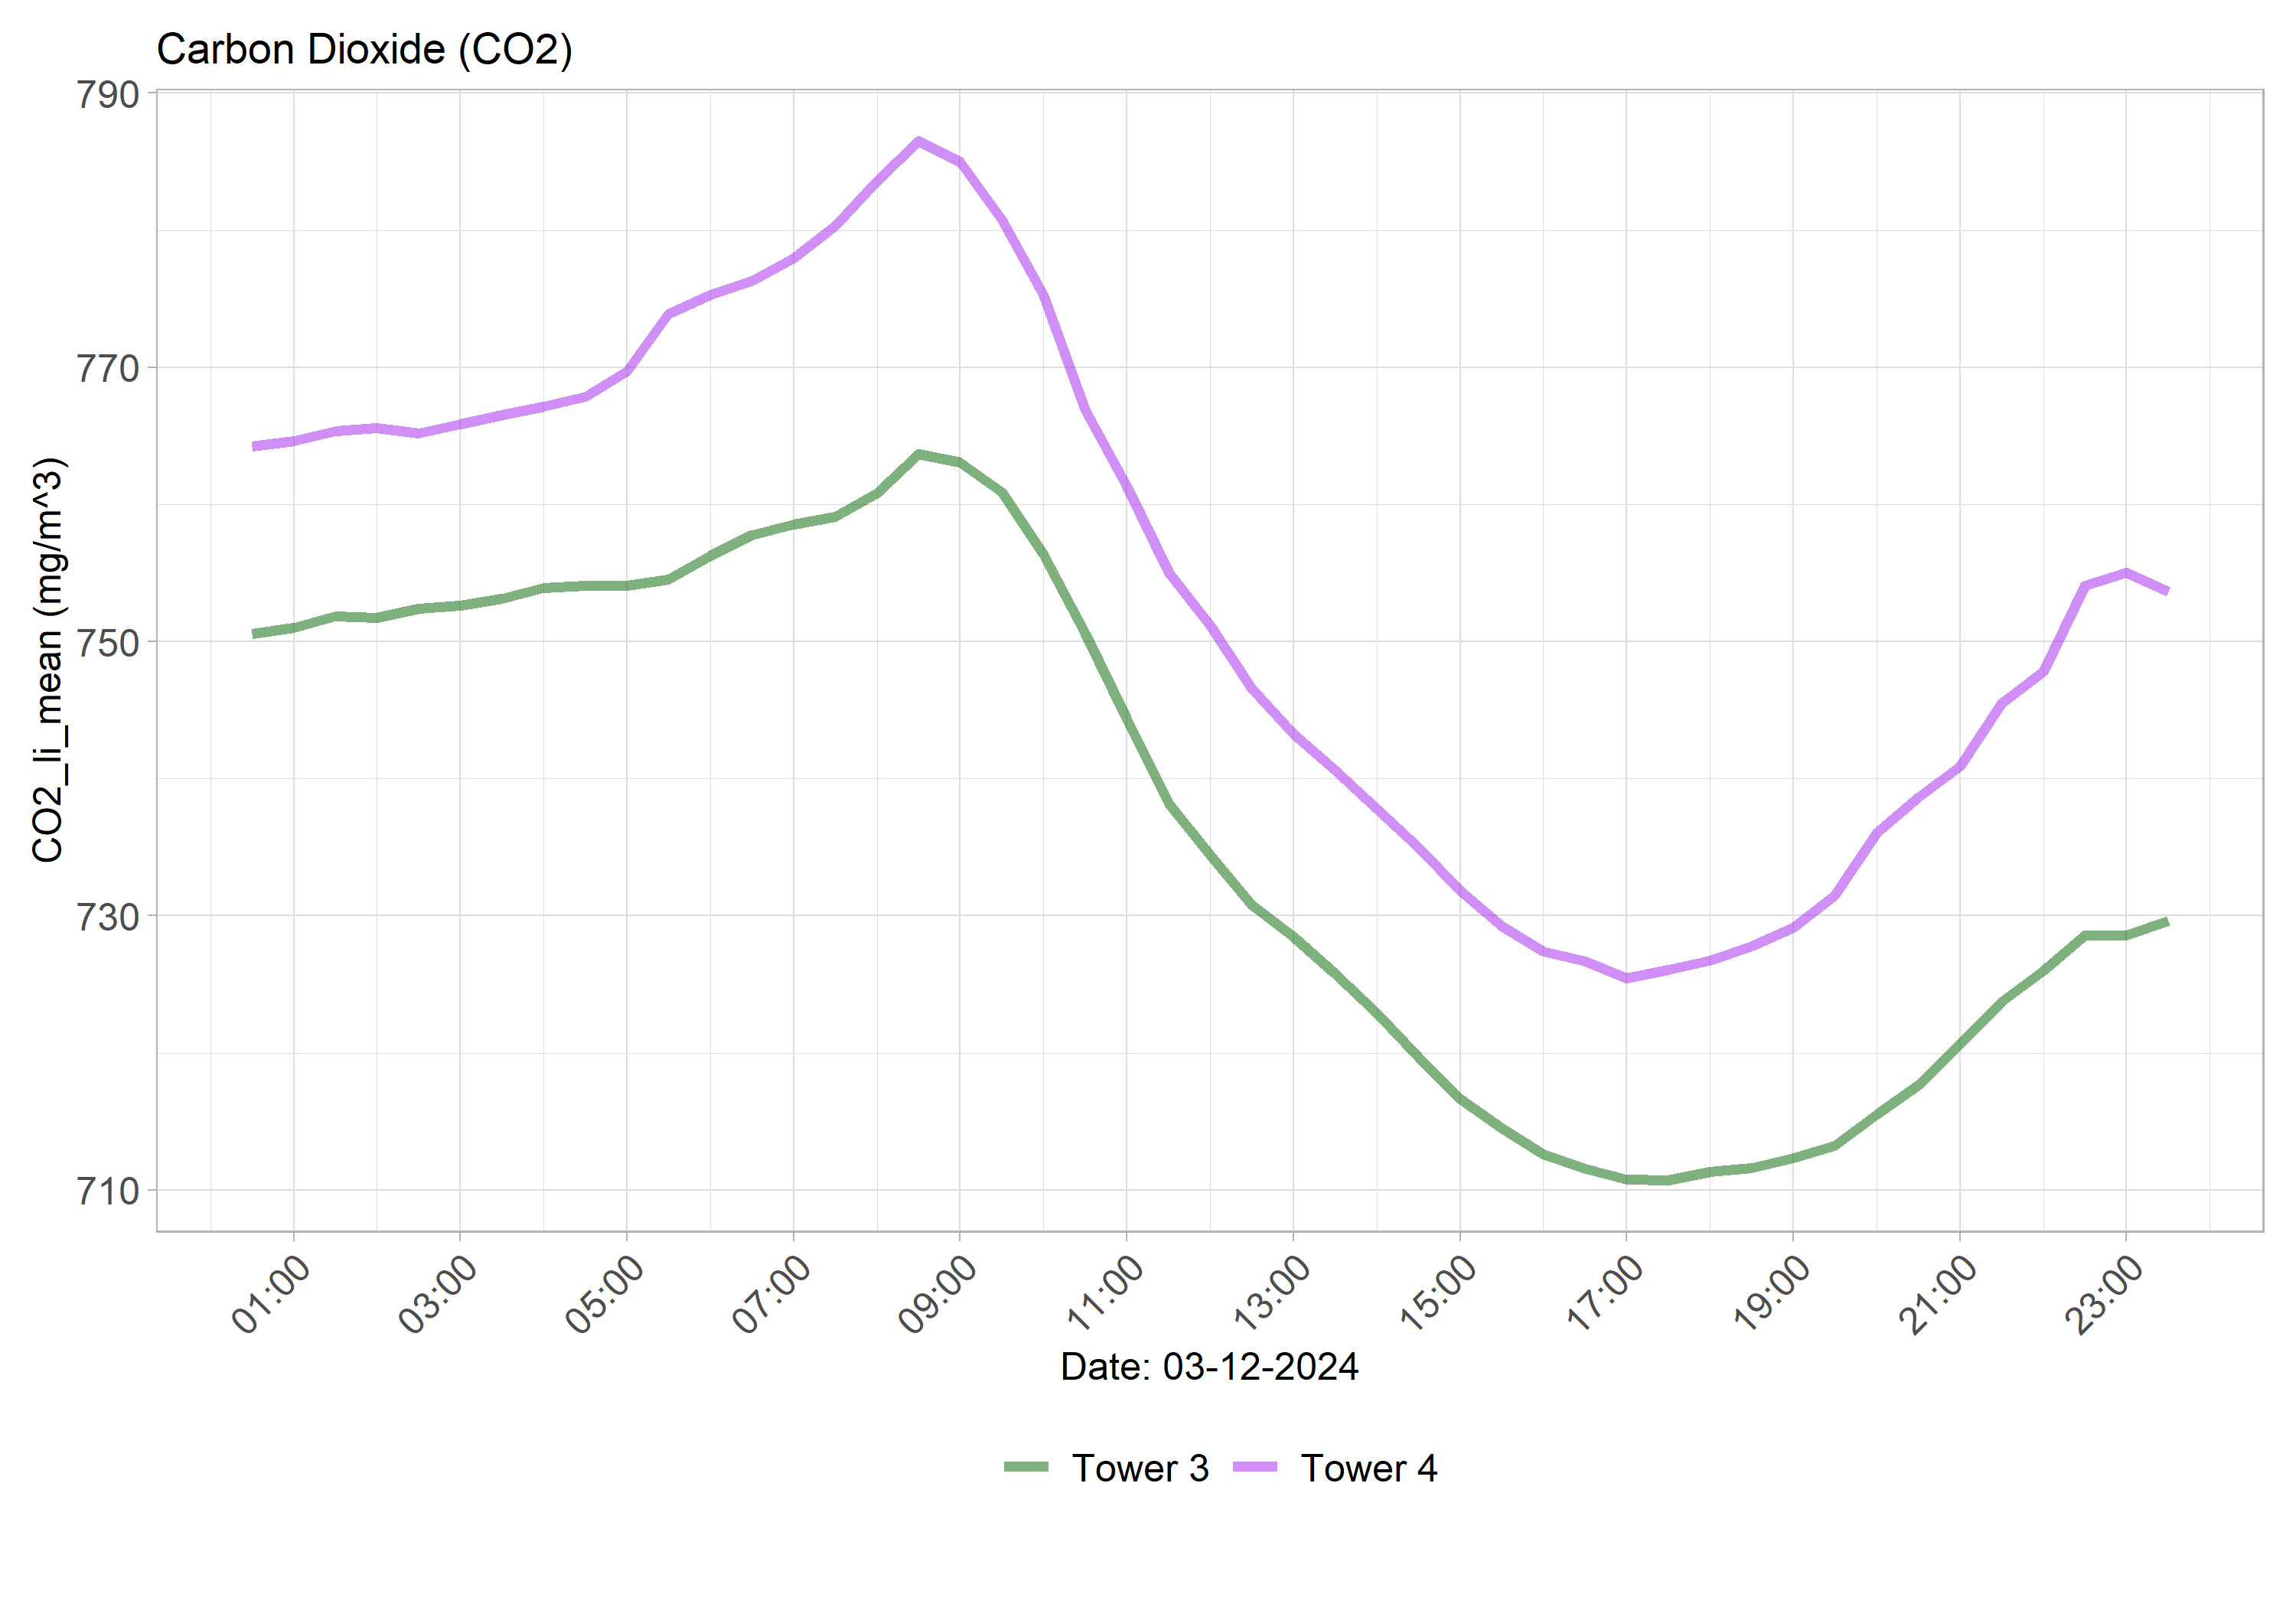 Carbon Dioxide (CO2)
790
770
750
730
710
CO2_li_mean (mg/m^3)
01:00 03:00 05:00 07:00 09:00 11:00 13:00 15:00 17:00 19:00 21:00 23:00
Date: 03-12-2024
Tower 3 Tower 4